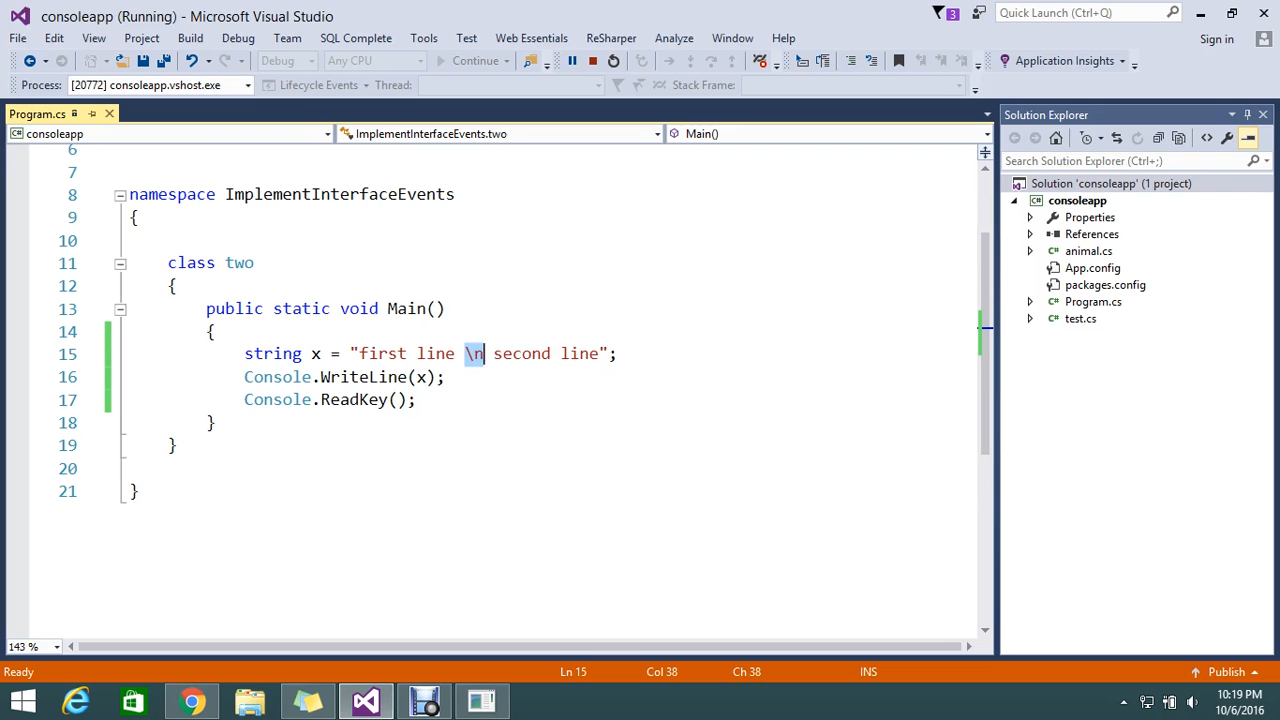 consoleapp (Running) - Microsoft Visual Studio
3
Quick Launch (Ctrl+Q)
File Edit View Project Build Debug Team SQL Complete Tools Test Web Essentials ReSharper Analyze Window Help
Sign in
Debug Any CPU Continue Application Insights
Process: [20772] consoleapp.vshost.exe Lifecycle Events Thread: Stack Frame:
Program.cs
consoleapp ImplementInterfaceEvents.two Main()
6
7
8 namespace ImplementInterfaceEvents
9 {
10
11 class two
12 {
13 public static void Main()
14 {
15 string x = "first line \n second line";
16 Console.WriteLine(x);
17 Console.ReadKey();
18 }
19 }
20
21 }
143 %
Solution Explorer
Search Solution Explorer (Ctrl+;)
Solution 'consoleapp' (1 project)
consoleapp
Properties
References
animal.cs
App.config
packages.config
Program.cs
test.cs
Ready Ln 15 Col 38 Ch 38 INS Publish
10:19 PM
10/6/2016